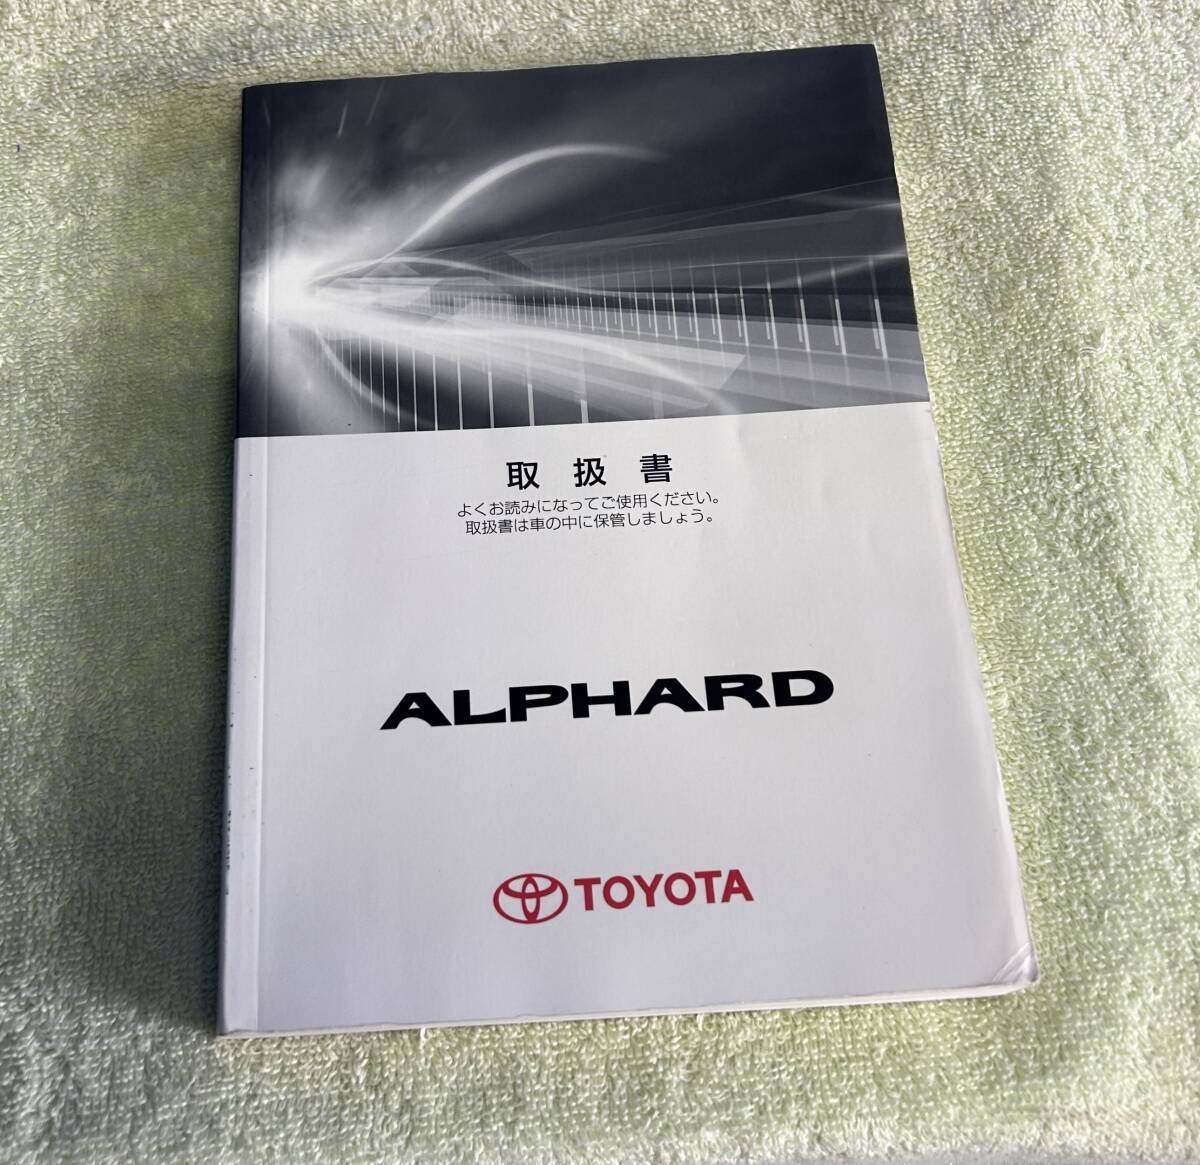 取扱書
よくお読みになってご使用ください。
取扱書は車の中に保管しましょう。
ALPHARD
TOYOTA